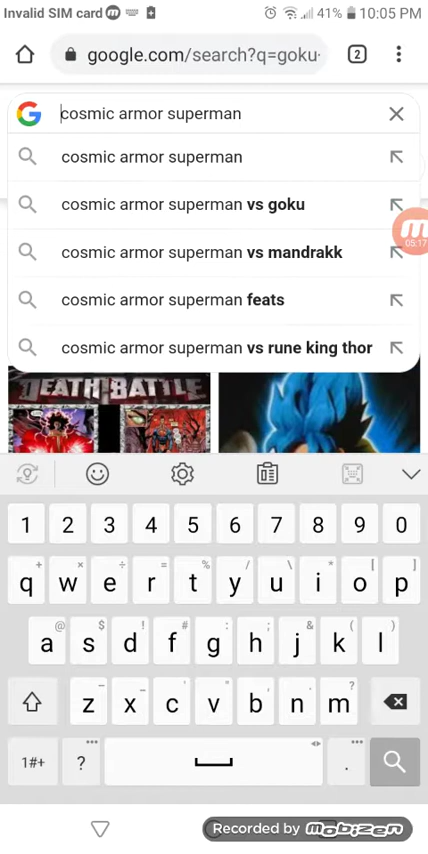 Invalid SIM card 41% 10:05 PM
google.com/search?q=goku- 2
cosmic armor superman
cosmic armor superman
cosmic armor superman vs goku
cosmic armor superman vs mandrakk
05:17
cosmic armor superman feats
cosmic armor superman vs rune king thor
DEATH BATTLE
1 2 3 4 5 6 7 8 9 0
+ × ÷ = % / \ * [ ]
q w e r t y u i o p
@ $ ! # : ; & ( )
a s d f g h j k l
z x c v b n m ?
1#+ ? .
Recorded by mobizen